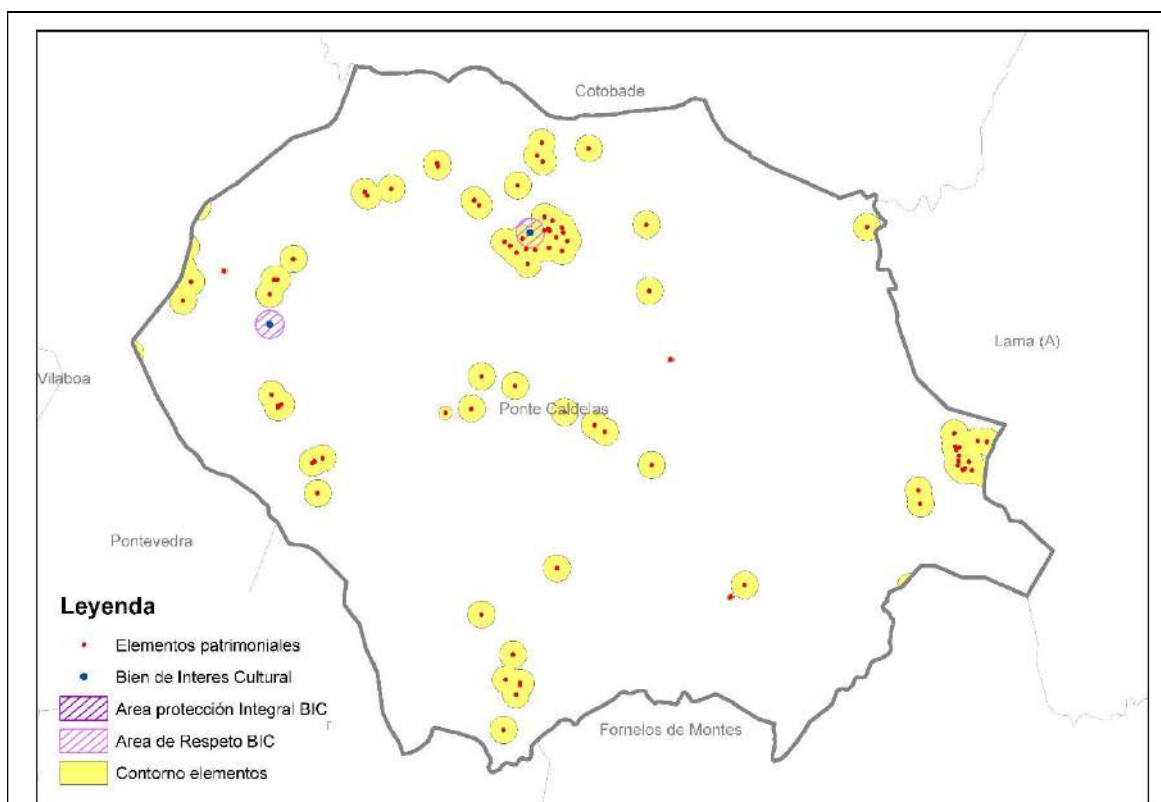 Cotobade
Lama (A)
Vilaboa
Ponte Caldelas
Pontevedra
Fornelos de Montes
Leyenda
Elementos patrimoniales
Bien de Interes Cultural
Area protección Integral BIC
Area de Respeto BIC
Contorno elementos